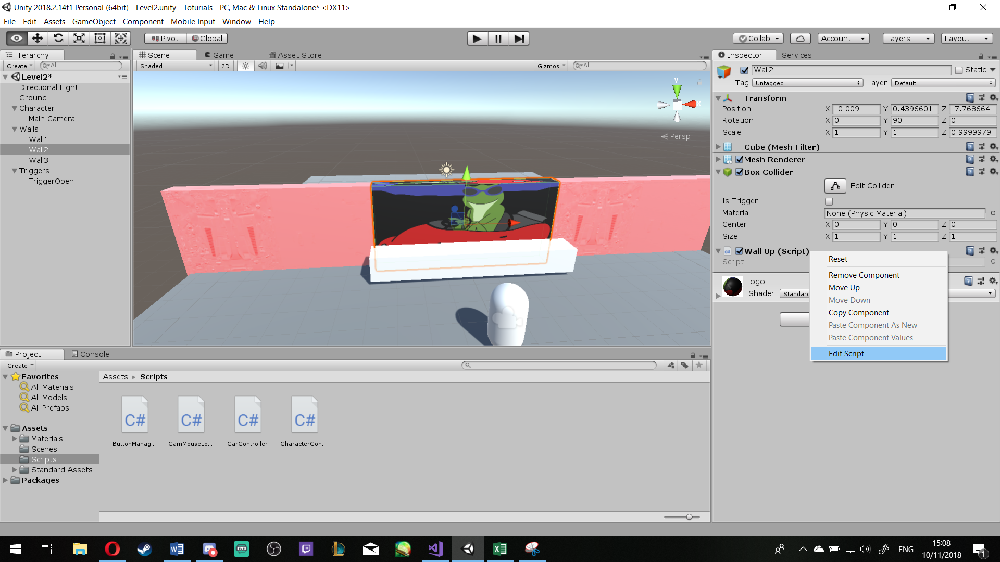 Unity 2018.2.14f1 Personal (64bit) - Level2.unity - Toturials - PC, Mac & Linux Standalone* <DX11>
File Edit Assets GameObject Component Mobile Input Window Help
Pivot Global Collab Account Layers Layout
Hierarchy Scene Game Asset Store Inspector Services
Create All Shaded 2D Gizmos All
Wall2 Static
Tag Untagged Layer Default
Level2*
Directional Light
Ground
Character
Main Camera
Walls
Wall1
Wall2
Wall3
Triggers
TriggerOpen
y
x
Persp
Transform
Position X -0.009 Y 0.4396601 Z -7.768664
Rotation X 0 Y 90 Z 0
Scale X 1 Y 1 Z 0.9999979
Cube (Mesh Filter)
Mesh Renderer
Box Collider
Edit Collider
Is Trigger
Material None (Physic Material)
Center X 0 Y 0 Z 0
Size X 1 Y 1 Z 1
Wall Up (Script)
Script
logo
Shader Standard
Reset
Remove Component
Move Up
Move Down
Copy Component
Paste Component As New
Paste Component Values
Edit Script
Project Console
Create
Favorites
All Materials
All Models
All Prefabs
Assets
Materials
Scenes
Scripts
Standard Assets
Packages
Assets Scripts
C# C# C# C#
ButtonManag... CamMouseLo... CarController CharacterCon...
ENG
15:08
10/11/2018
1